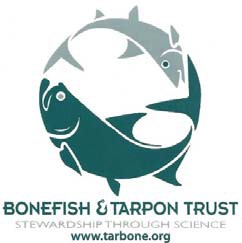 BONEFISH & TARPON TRUST
STEWARDSHIP THROUGH SCIENCE
www.tarbone.org